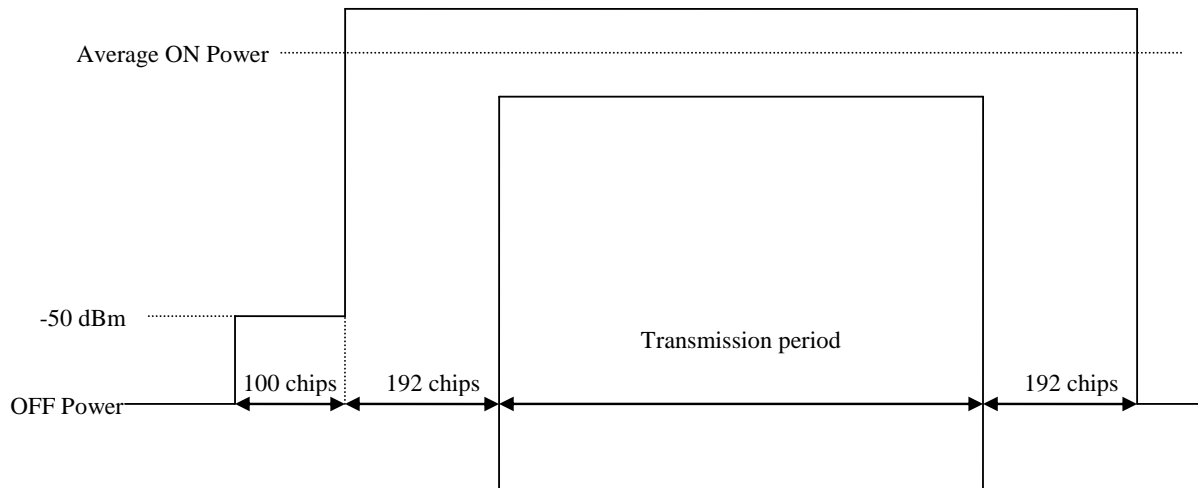 Average ON Power
-50 dBm
Transmission period
100 chips
192 chips
192 chips
OFF Power